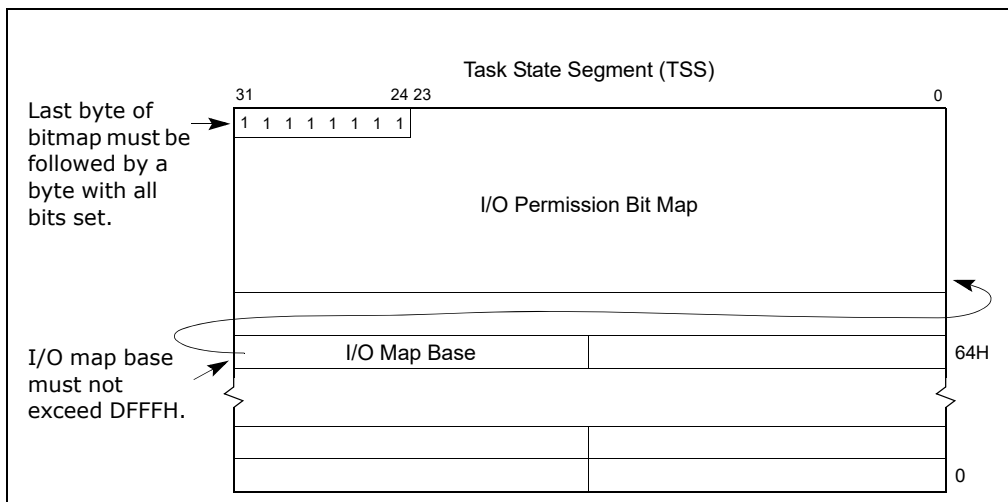 Task State Segment (TSS)
31 24 23 0
Last byte of
bitmap must be
followed by a
byte with all
bits set.
1 1 1 1 1 1 1 1
I/O Permission Bit Map
I/O map base
must not
exceed DFFFH.
I/O Map Base
64H
0